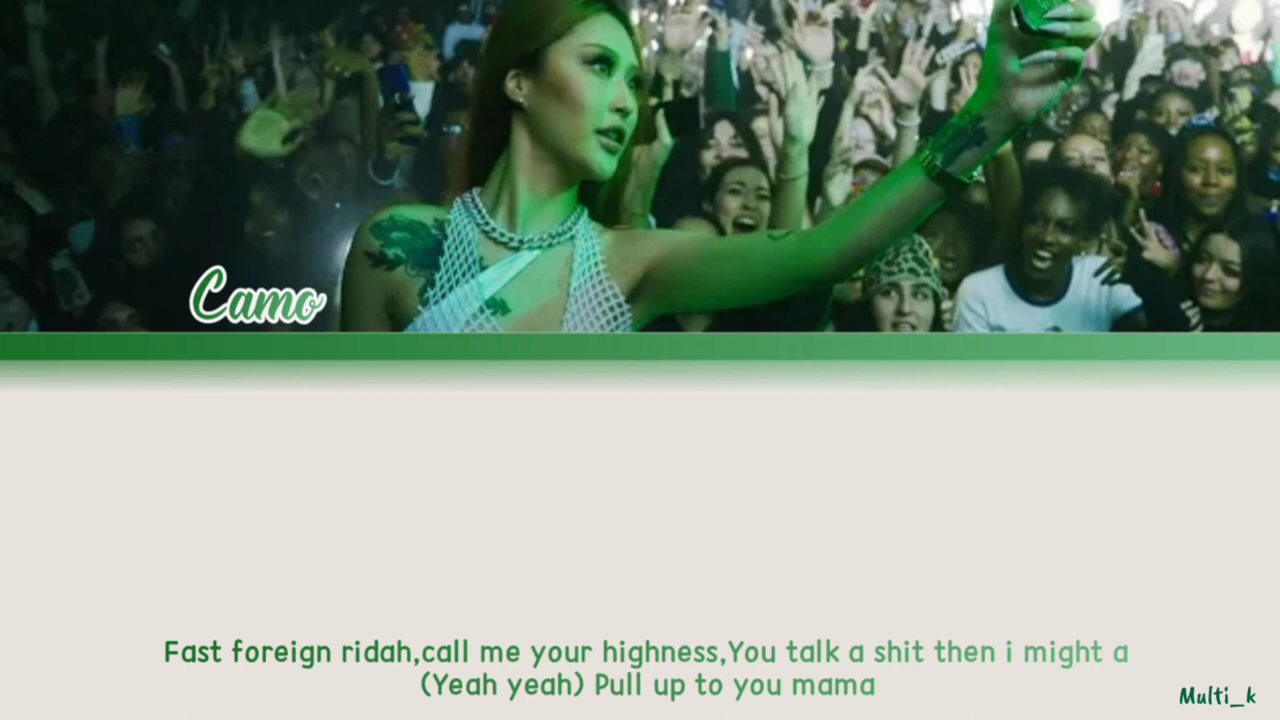 Camo
Fast foreign ridah,call me your highness,You talk a shit then i might a
(Yeah yeah) Pull up to you mama
Multi_k